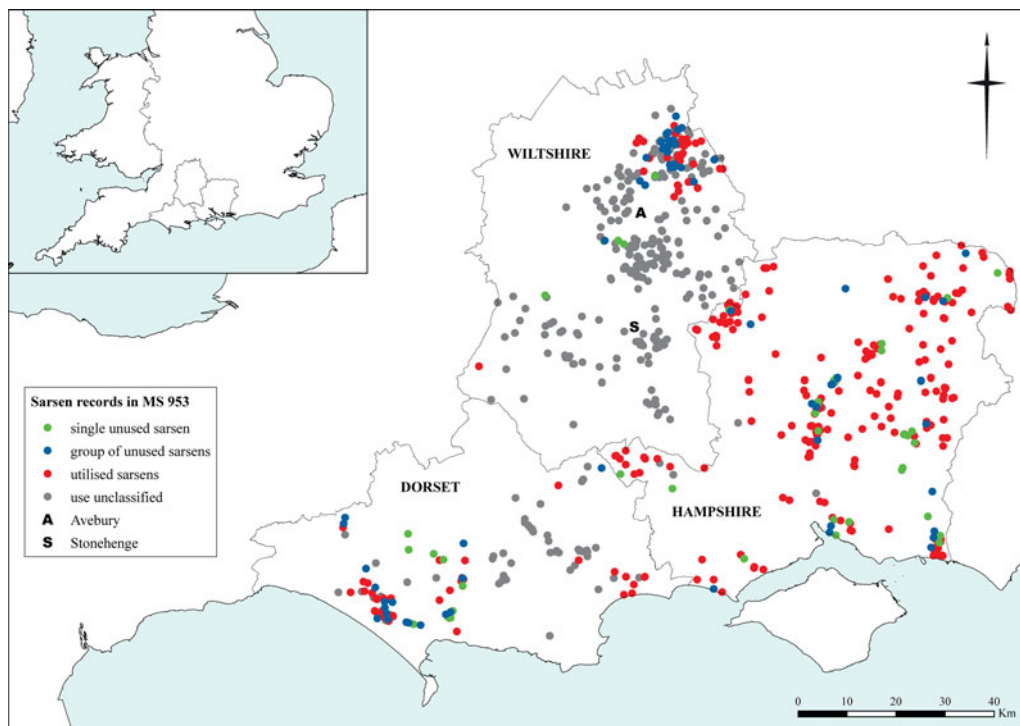 WILTSHIRE
A
S
Sarsen records in MS 953
single unused sarsen
group of unused sarsens
utilised sarsens
use unclassified
A Avebury
S Stonehenge
DORSET
HAMPSHIRE
0 10 20 30 40
Km